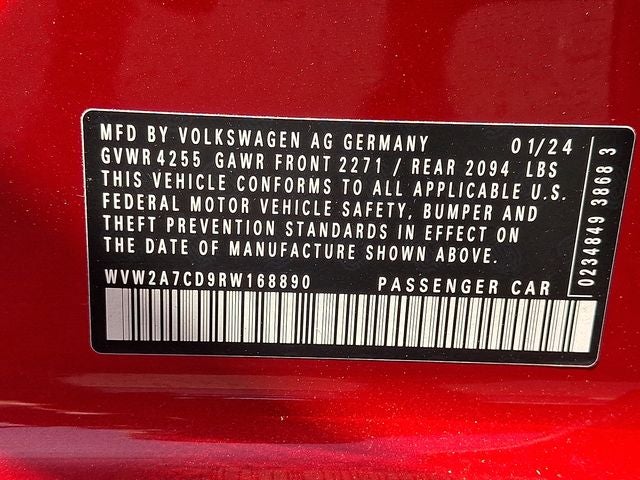 MFD BY VOLKSWAGEN AG GERMANY 01/24
GVWR 4255 GAWR FRONT 2271 / REAR 2094 LBS
THIS VEHICLE CONFORMS TO ALL APPLICABLE U.S.
FEDERAL MOTOR VEHICLE SAFETY, BUMPER AND
THEFT PREVENTION STANDARDS IN EFFECT ON
THE DATE OF MANUFACTURE SHOWN ABOVE.
WVW2A7CD9RW168890 PASSENGER CAR
0234849 3868 3